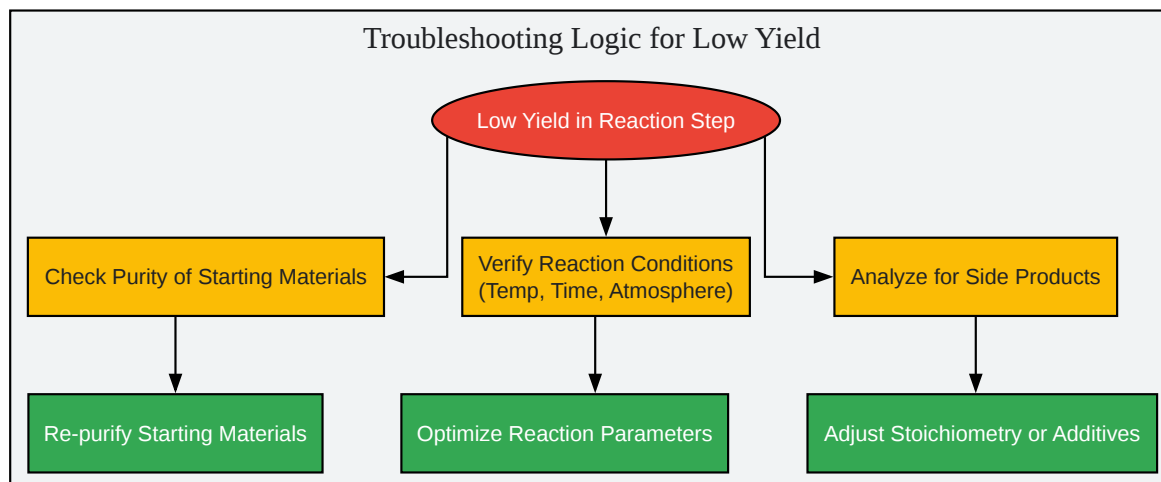 Troubleshooting Logic for Low Yield
Low Yield in Reaction Step
Check Purity of Starting Materials
Verify Reaction Conditions
(Temp, Time, Atmosphere)
Analyze for Side Products
Re-purify Starting Materials
Optimize Reaction Parameters
Adjust Stoichiometry or Additives